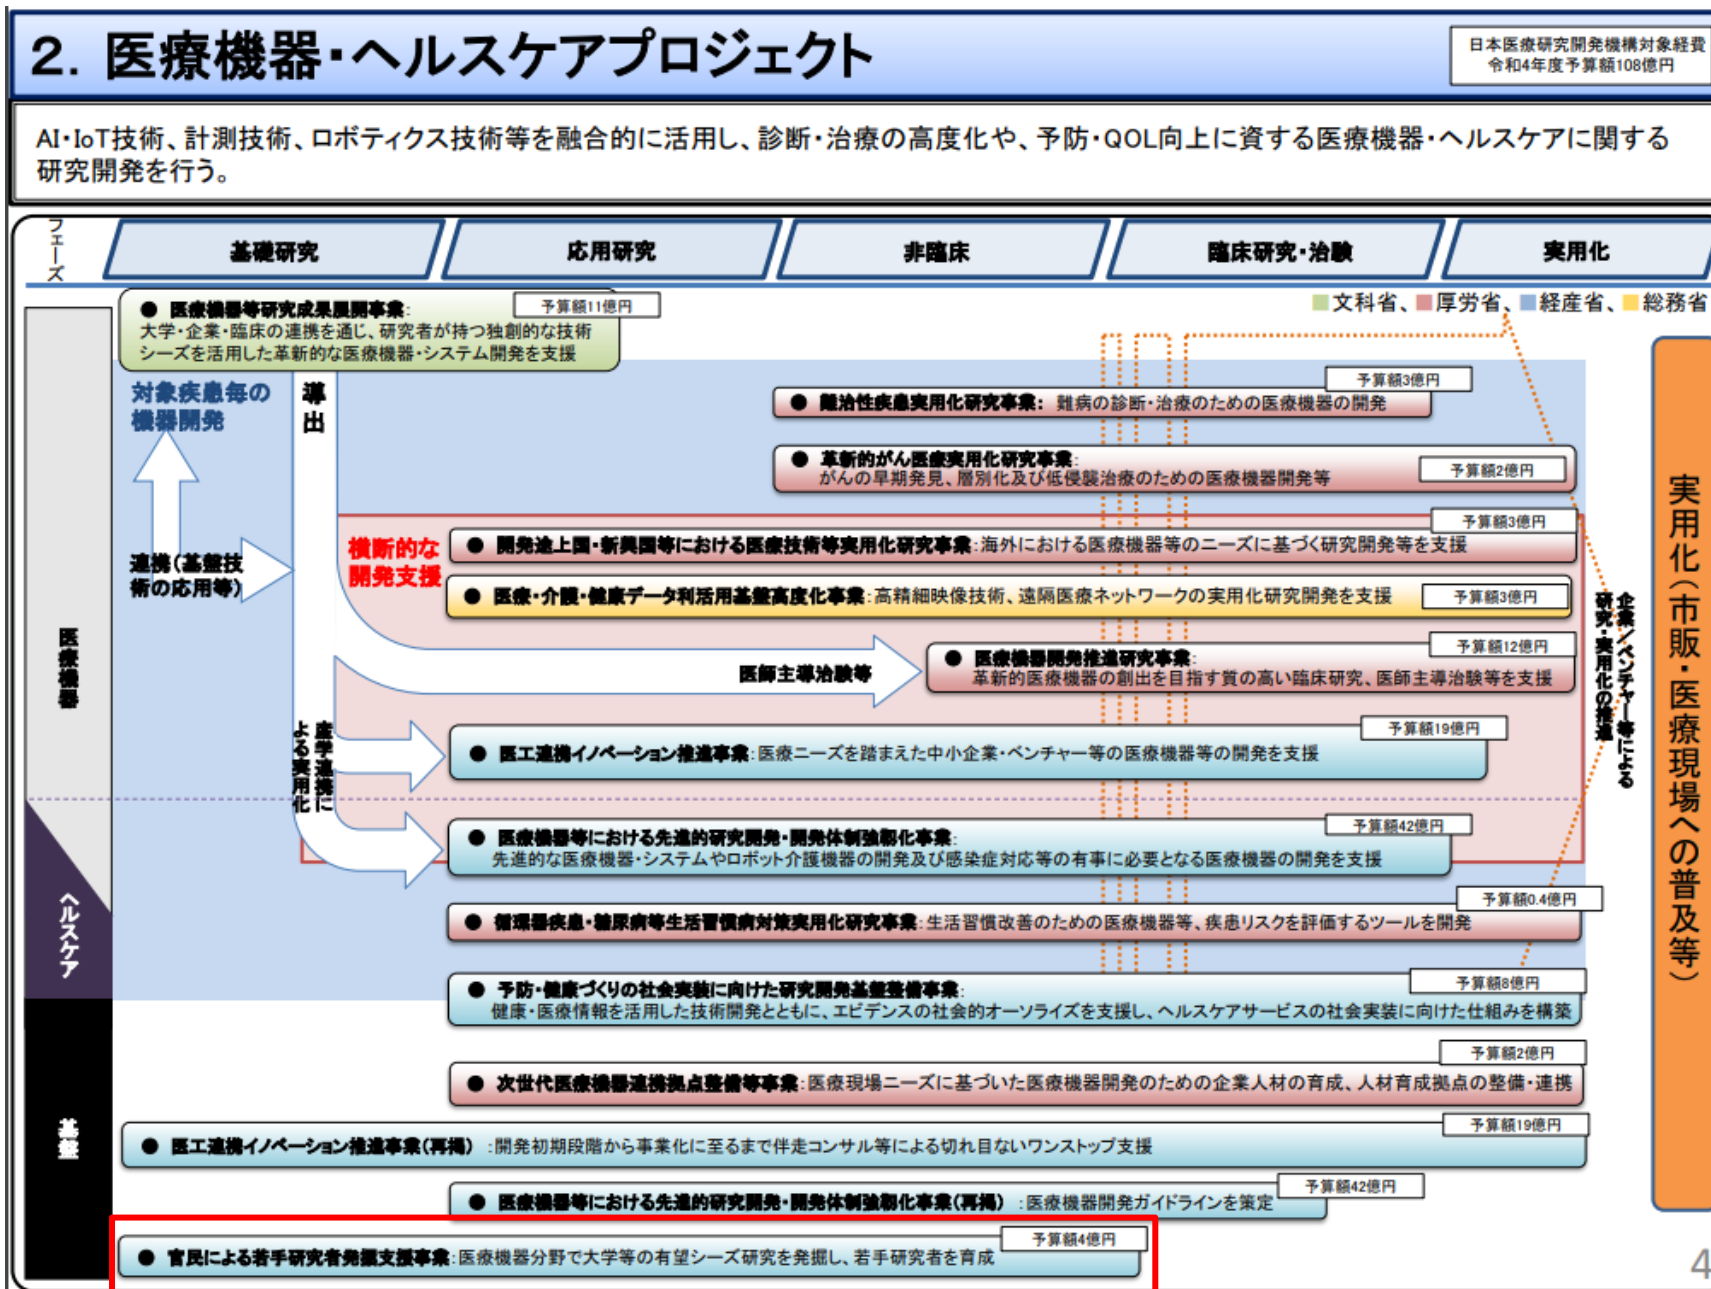 2. 医療機器・ヘルスケアプロジェクト
日本医療研究開発機構対象経費
令和4年度予算額108億円
AI・IoT技術、計測技術、ロボティクス技術等を融合的に活用し、診断・治療の高度化や、予防・QOL向上に資する医療機器・ヘルスケアに関する
研究開発を行う。
フェーズ
基礎研究
応用研究
非臨床
臨床研究・治験
実用化
■文科省、■厚労省、■経産省、■総務省
● 医療機器等研究成果展開事業:
予算額11億円
大学・企業・臨床の連携を通じ、研究者が持つ独創的な技術
シーズを活用した革新的な医療機器・システム開発を支援
対象疾患毎の
機器開発
導出
予算額3億円
● 難治性疾患実用化研究事業: 難病の診断・治療のための医療機器の開発
● 革新的がん医療実用化研究事業:
がんの早期発見、層別化及び低侵襲治療のための医療機器開発等
予算額2億円
連携(基盤技
術の応用等)
横断的な
開発支援
予算額3億円
● 開発途上国・新興国等における医療技術等実用化研究事業:海外における医療機器等のニーズに基づく研究開発等を支援
● 医療・介護・健康データ利活用基盤高度化事業:高精細映像技術、遠隔医療ネットワークの実用化研究開発を支援
予算額3億円
医師主導治験等
予算額12億円
● 医療機器開発推進研究事業:
革新的医療機器の創出を目指す質の高い臨床研究、医師主導治験等を支援
産学連携に
よる実用化
予算額19億円
● 医工連携イノベーション推進事業:医療ニーズを踏まえた中小企業・ベンチャー等の医療機器等の開発を支援
予算額42億円
● 医療機器等における先進的研究開発・開発体制強靱化事業:
先進的な医療機器・システムやロボット介護機器の開発及び感染症対応等の有事に必要となる医療機器の開発を支援
予算額0.4億円
● 循環器疾患・糖尿病等生活習慣病対策実用化研究事業:生活習慣改善のための医療機器等、疾患リスクを評価するツールを開発
予算額8億円
● 予防・健康づくりの社会実装に向けた研究開発基盤整備事業:
健康・医療情報を活用した技術開発とともに、エビデンスの社会的オーソライズを支援し、ヘルスケアサービスの社会実装に向けた仕組みを構築
予算額2億円
● 次世代医療機器連携拠点整備等事業:医療現場ニーズに基づいた医療機器開発のための企業人材の育成、人材育成拠点の整備・連携
予算額19億円
● 医工連携イノベーション推進事業(再掲) :開発初期段階から事業化に至るまで伴走コンサル等による切れ目ないワンストップ支援
予算額42億円
● 医療機器等における先進的研究開発・開発体制強靱化事業(再掲) :医療機器開発ガイドラインを策定
予算額4億円
● 官民による若手研究者発掘支援事業:医療機器分野で大学等の有望シーズ研究を発掘し、若手研究者を育成
医療機器
ヘルスケア
基盤
企業/ベンチャー等による
研究・実用化の推進
実用化(市販・医療現場への普及等)
4